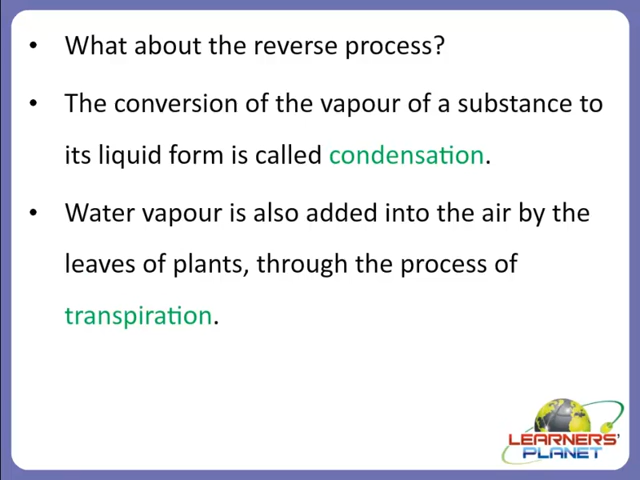 • What about the reverse process?
• The conversion of the vapour of a substance to
its liquid form is called condensation.
• Water vapour is also added into the air by the
leaves of plants, through the process of
transpiration.
LEARNERS'
PLANET